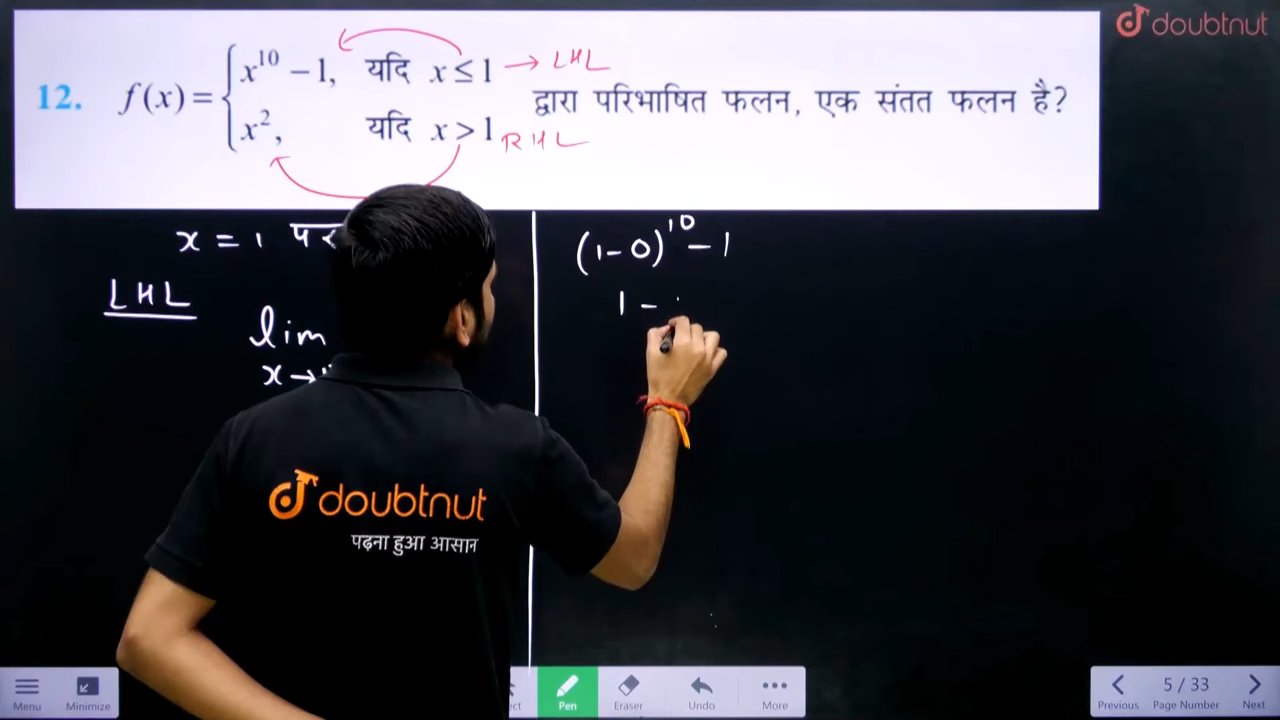 doubtnut
12. f(x) = { x^10 − 1, यदि x ≤ 1 → LHL
x^2, यदि x > 1 RHL
द्वारा परिभाषित फलन, एक संतत फलन है?
x = 1 पर
LHL
lim
x →
(1 - 0)^10 - 1
1 -
doubtnut
पढ़ना हुआ आसान
Menu
Minimize
Pen
Eraser
Undo
More
Previous
5 / 33
Page Number
Next